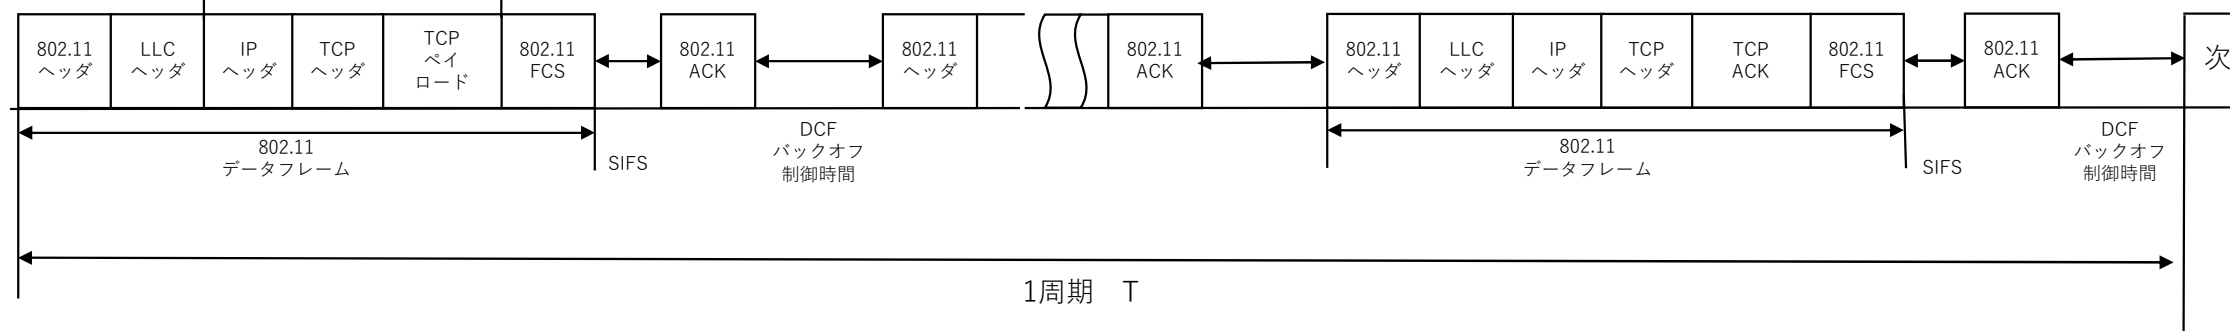 802.11
ヘッダ
LLC
ヘッダ
IP
ヘッダ
TCP
ヘッダ
TCP
ペイ
ロード
802.11
FCS
802.11
ACK
802.11
ヘッダ
802.11
ACK
802.11
ヘッダ
LLC
ヘッダ
IP
ヘッダ
TCP
ヘッダ
TCP
ACK
802.11
FCS
802.11
ACK
次
802.11
データフレーム
SIFS
DCF
バックオフ
制御時間
802.11
データフレーム
SIFS
DCF
バックオフ
制御時間
1周期 T